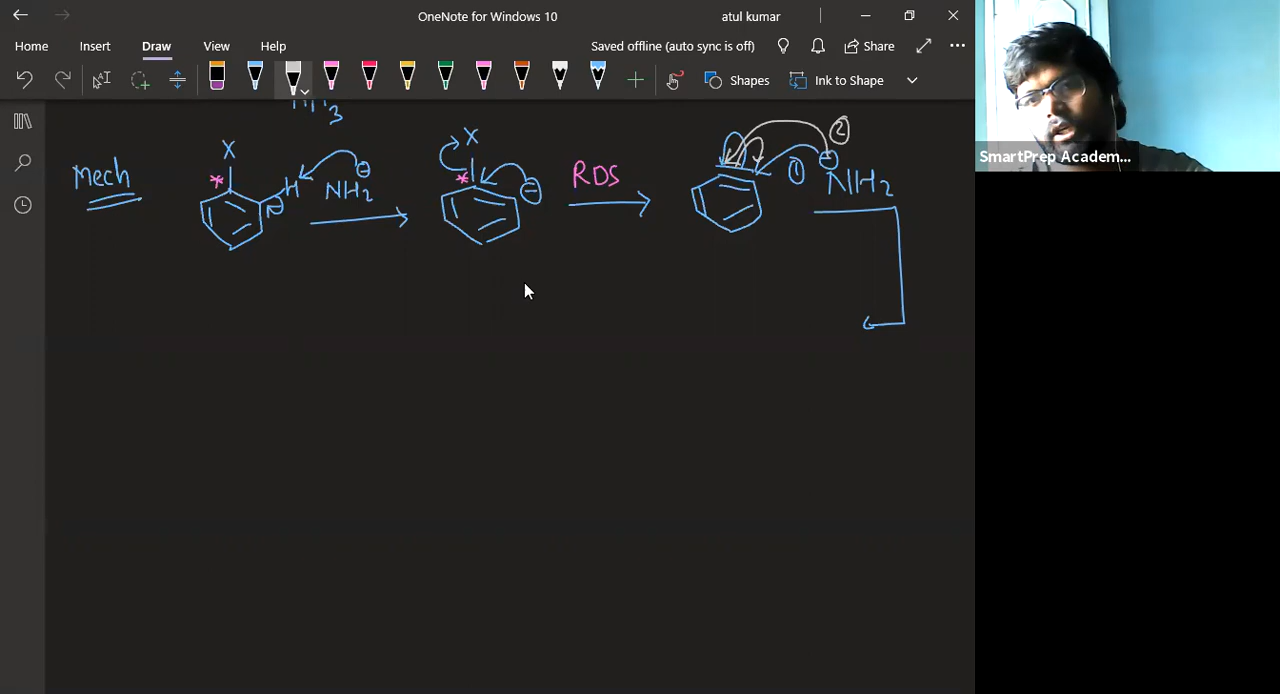 OneNote for Windows 10
atul kumar
Home Insert Draw View Help
Saved offline (auto sync is off)
Share
Shapes
Ink to Shape
SmartPrep Academ...
NH3
Mech
X
* H ⊖ NH2
X
* ⊖
RDS
① ② ⊖ NH2